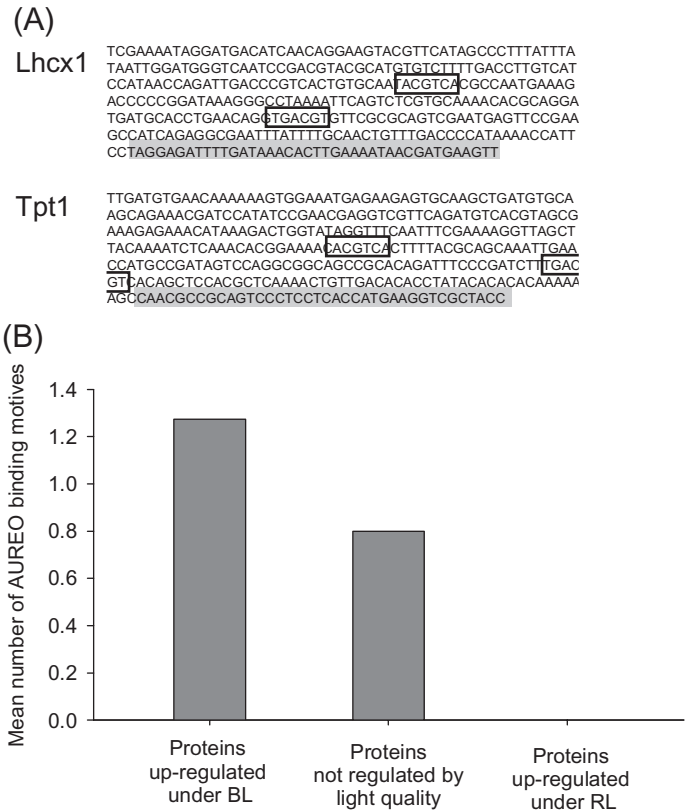 (A)
Lhcx1
TCGAAAATAGGATGACATCAACAGGAAGTACGTTCATAGCCCTTTATTTA
TAATTGGATGGGTCAATCCGACGTACGCATGTGTCTTTTGACCTTGTCAT
CCATAACCAGATTGACCCGTCACTGTGCAATACGTCACGCCAATGAAAG
ACCCCCGGATAAAGGGCCTAAAATTCAGTCTCGTGCAAAACACGCAGGA
TGATGCACCTGAACAGGTGACGTGTTCGCGCAGTCGAATGAGTTCCGAA
GCCATCAGAGGCGAATTTATTTTGCAACTGTTTGACCCCATAAAACCATT
CCTAGGAGATTTTGATAAACACTTGAAAATAACGATGAAGTT
Tpt1
TTGATGTGAACAAAAAAGTGGAAATGAGAAGAGTGCAAGCTGATGTGCA
AGCAGAAACGATCCATATCCGAACGAGGTCGTTCAGATGTCACGTAGCG
AAAGAGAAACATAAAGACTGGTATAGGTTTCAATTTCGAAAAGGTTAGCT
TACAAAATCTCAAACACGGAAAACACGTCACTTTTACGCAGCAAATTGAA
CCATGCCGATAGTCCAGGCGGCAGCCGCACAGATTTCCCGATCTTTGAC
GTCACAGCTCCACGCTCAAAACTGTTGACACACCTATACACACACAAAAA
AGCCAACGCCGCAGTCCCTCCTCACCATGAAGGTCGCTACC
(B)
Mean number of AUREO binding motives
1.4
1.2
1.0
0.8
0.6
0.4
0.2
0.0
Proteins
up-regulated
under BL
Proteins
not regulated by
light quality
Proteins
up-regulated
under RL